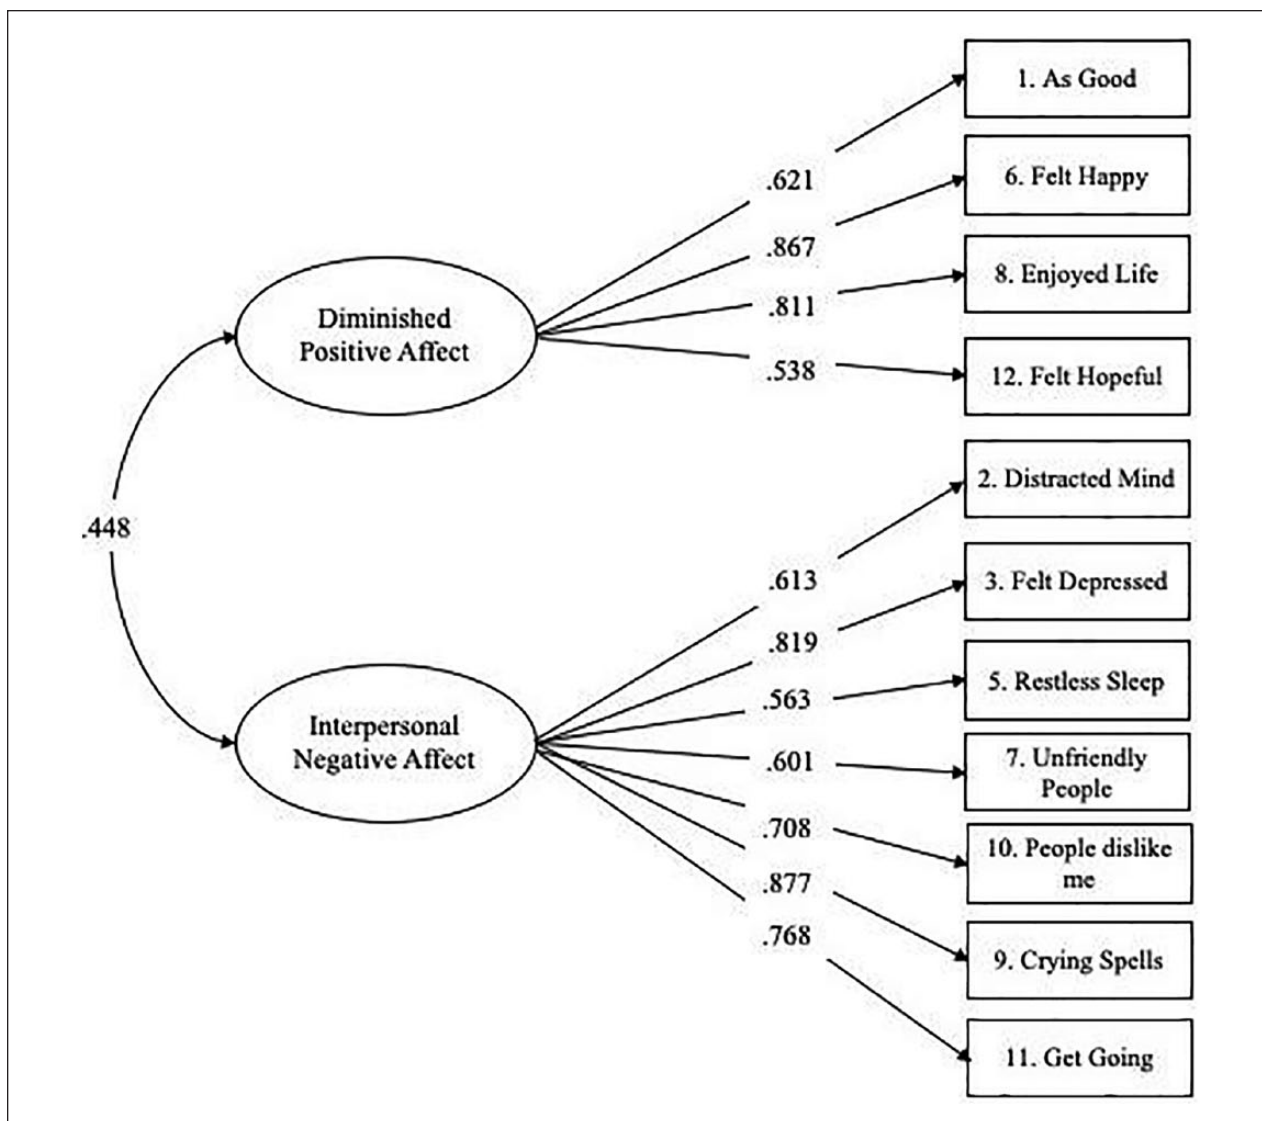 1. As Good
.621
6. Felt Happy
.867
8. Enjoyed Life
.811
Diminished
Positive Affect
12. Felt Hopeful
.538
.448
2. Distracted Mind
.613
3. Felt Depressed
.819
5. Restless Sleep
.563
Interpersonal
Negative Affect
7. Unfriendly
People
.601
10. People dislike
me
.708
9. Crying Spells
.877
11. Get Going
.768